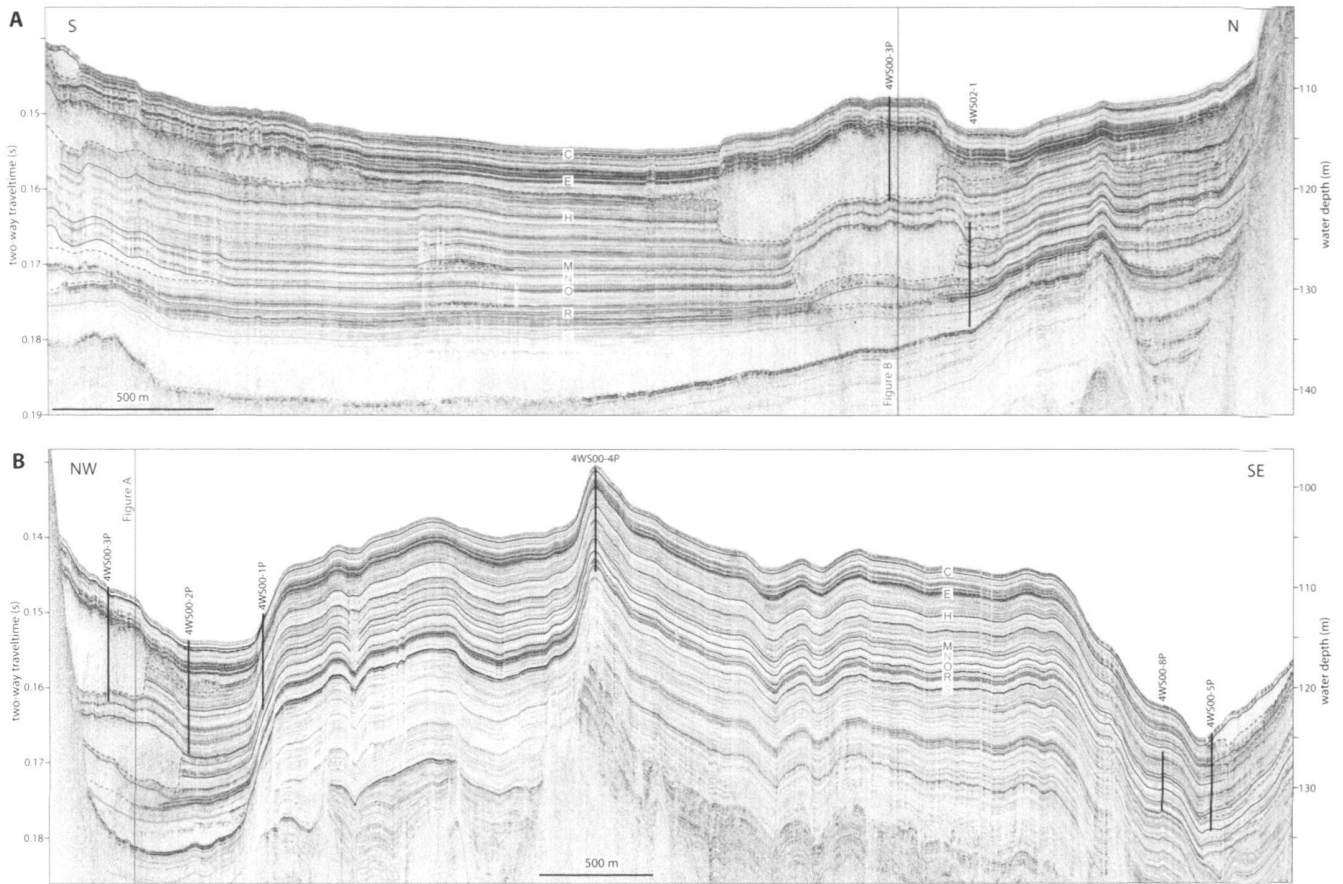 A
S
N
4WS00-3P
4WS02-1
two-way traveltime (s)
0.15
0.16
0.17
0.18
0.19
water depth (m)
110
120
130
140
C
E
H
M
N
O
R
500 m
Figure B
B
NW
SE
Figure A
4WS00-3P
4WS00-2P
4WS00-1P
4WS00-4P
4WS00-8P
4WS00-5P
two-way traveltime (s)
0.14
0.15
0.16
0.17
0.18
water depth (m)
100
110
120
130
C
E
H
M
N
O
R
500 m